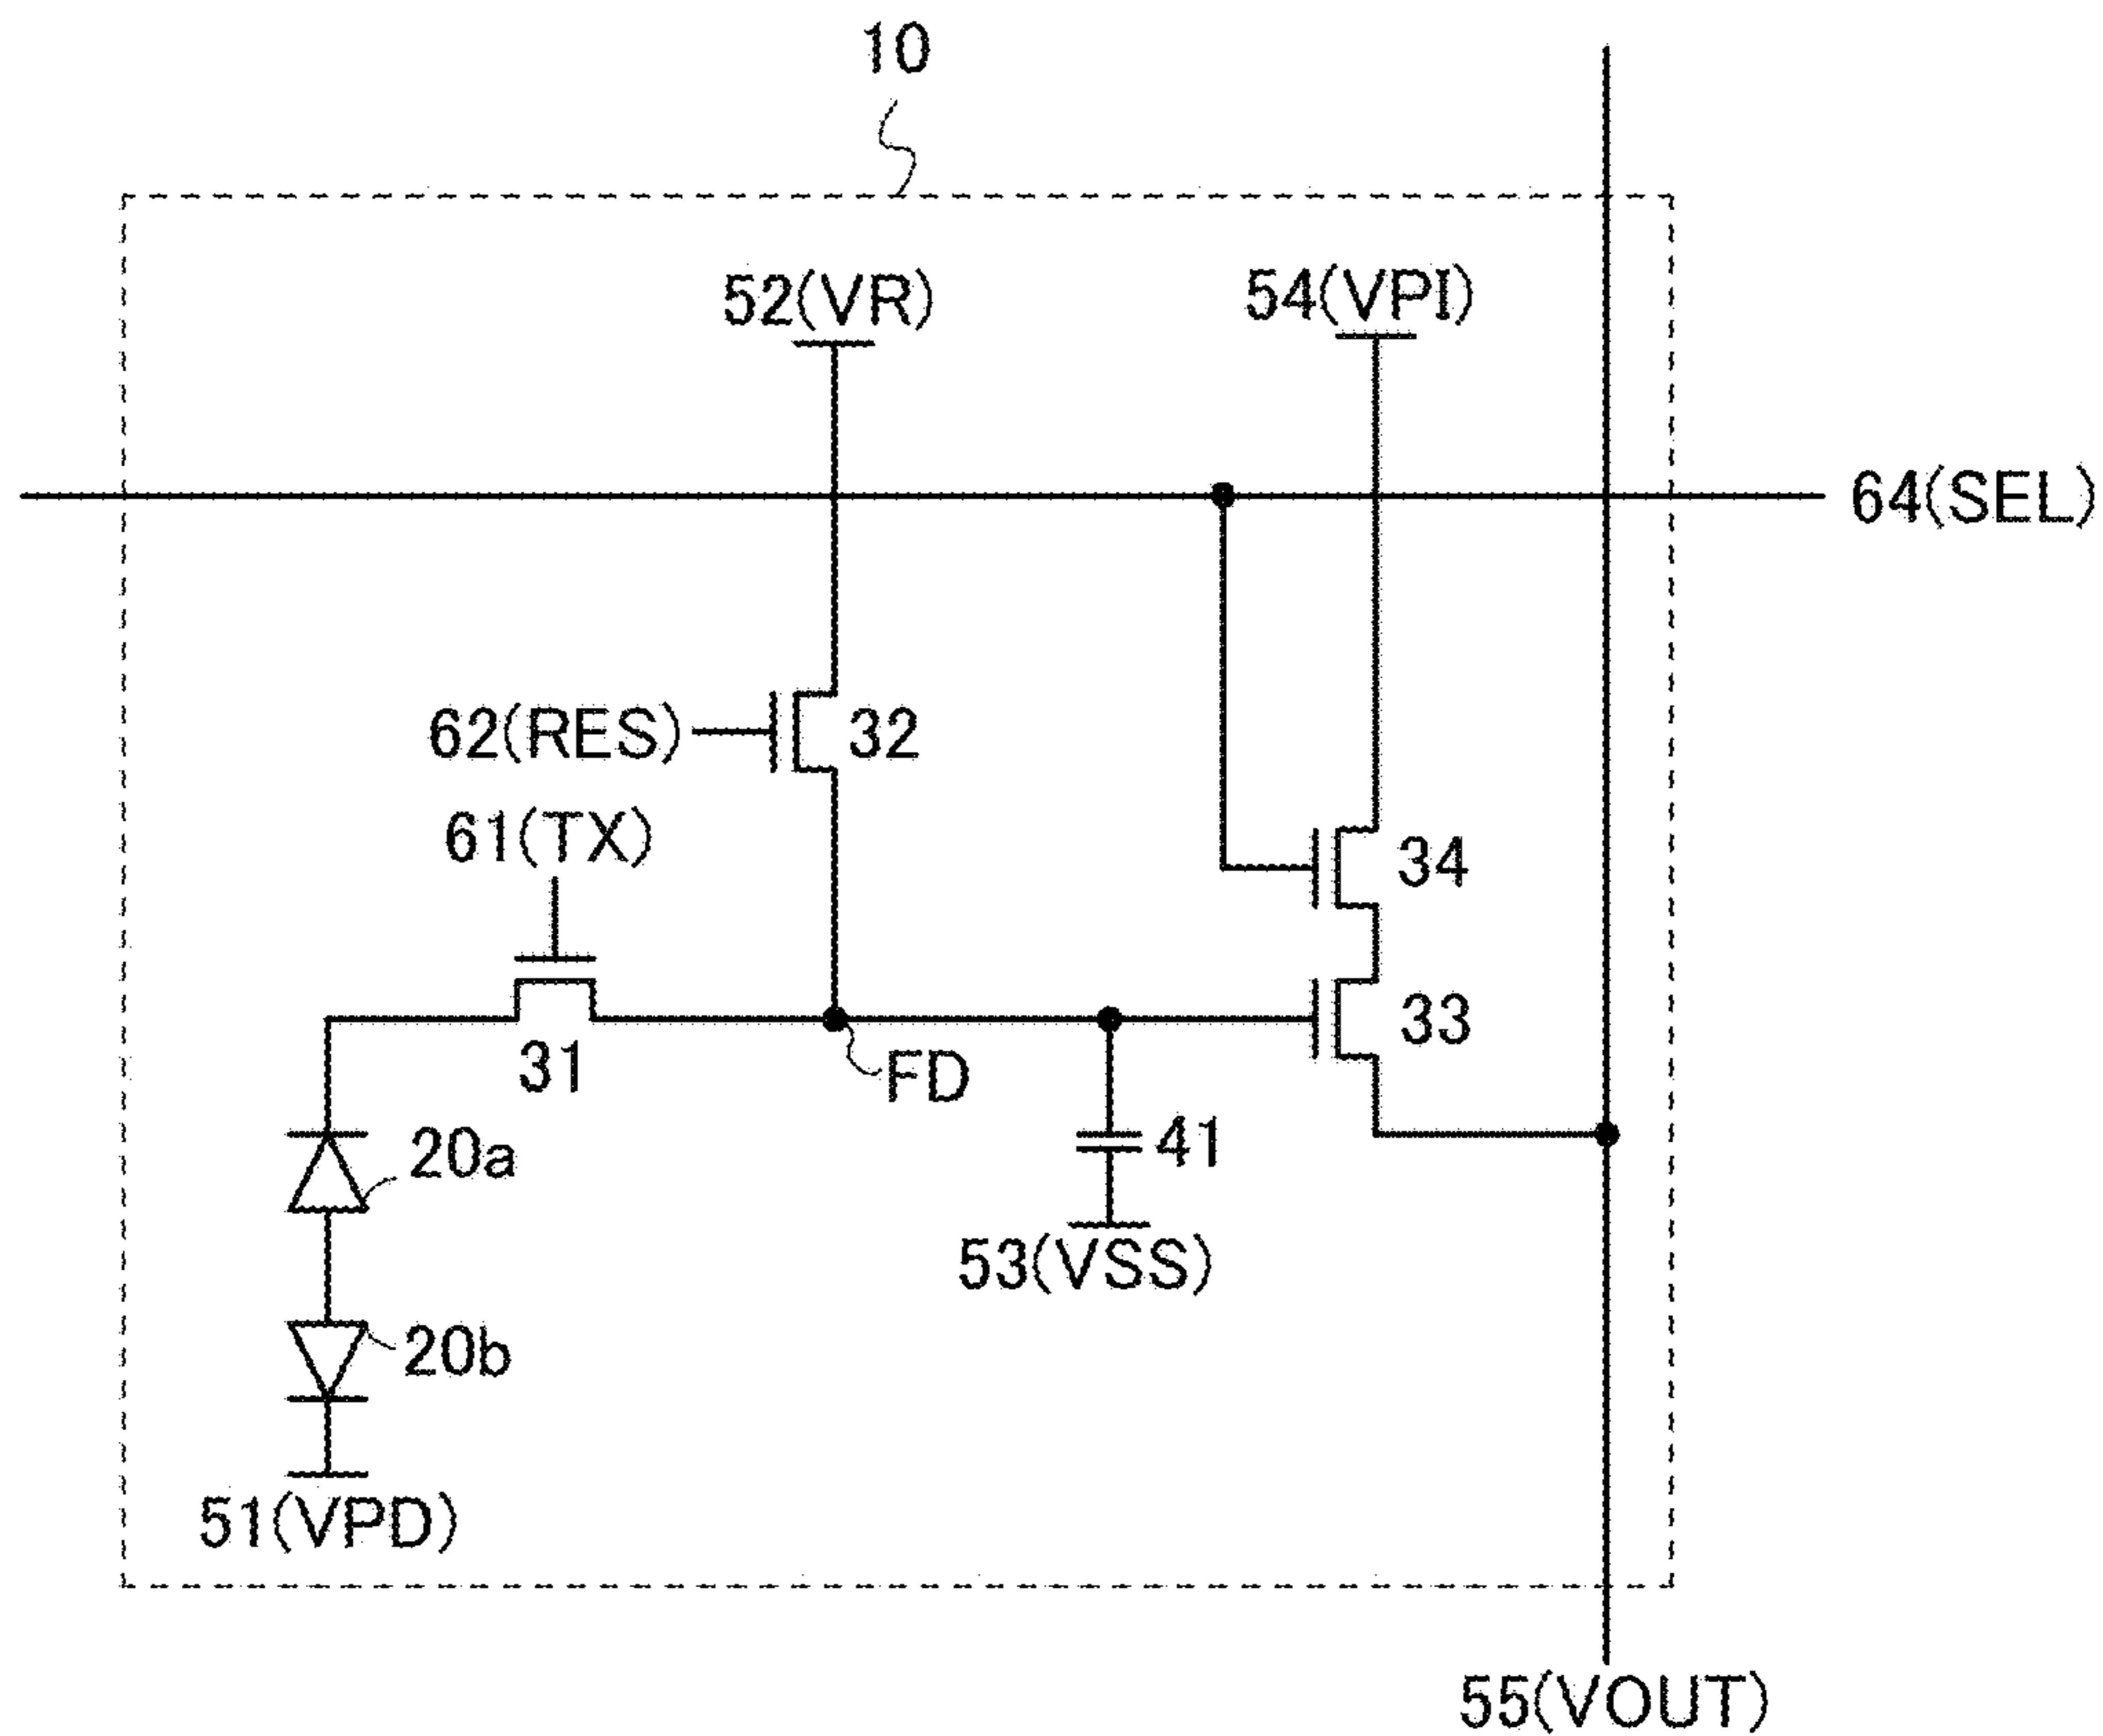 10
52(VR)
54(VPI)
64(SEL)
62(RES)
32
61(TX)
34
33
31
FD
20a
41
53(VSS)
20b
51(VPD)
55(VOUT)